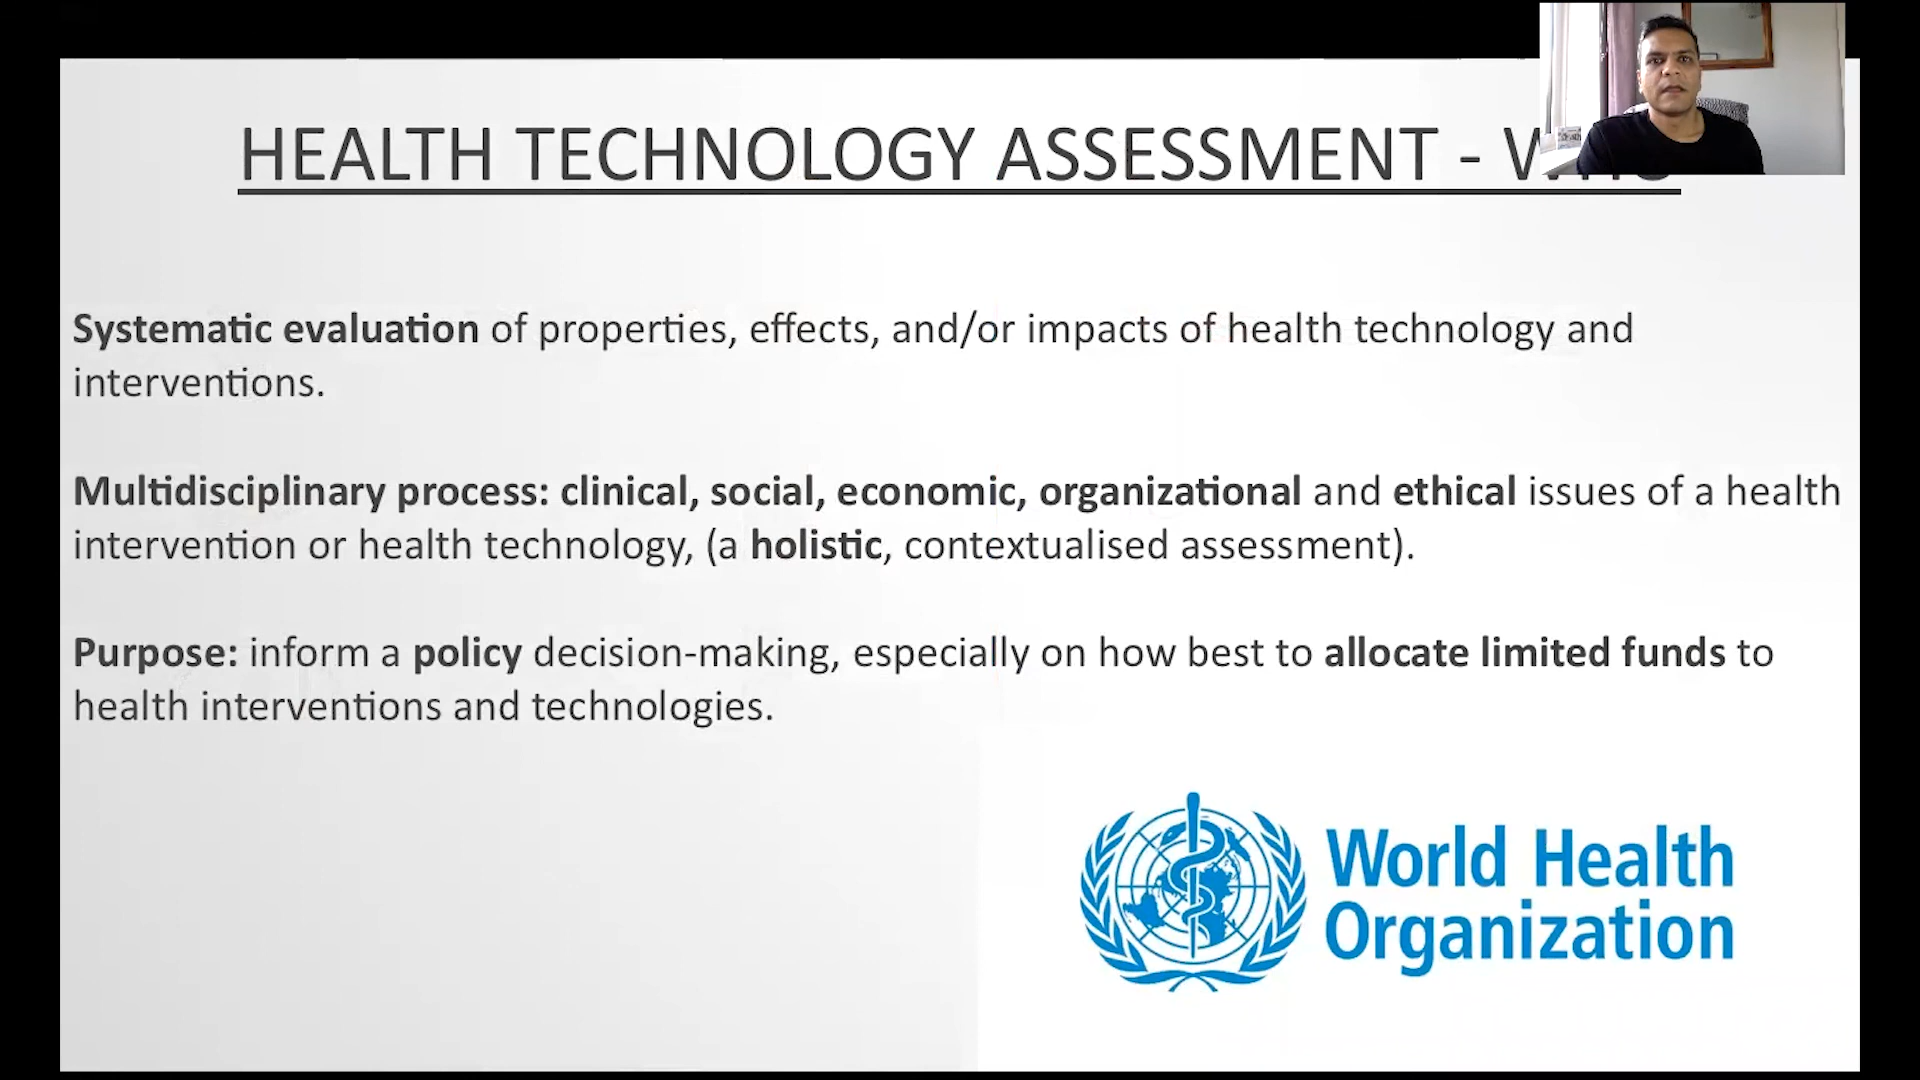 HEALTH TECHNOLOGY ASSESSMENT -
Systematic evaluation of properties, effects, and/or impacts of health technology and
interventions.
Multidisciplinary process: clinical, social, economic, organizational and ethical issues of a health
intervention or health technology, (a holistic, contextualised assessment).
Purpose: inform a policy decision-making, especially on how best to allocate limited funds to
health interventions and technologies.
World Health
Organization